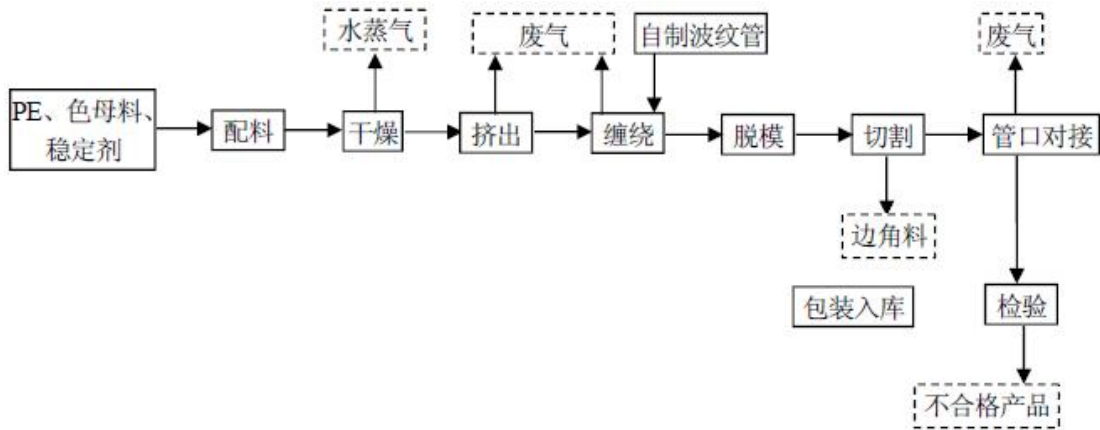 水蒸气
废气
自制波纹管
废气
PE、色母料、
稳定剂
配料
干燥
挤出
缠绕
脱模
切割
管口对接
边角料
包装入库
检验
不合格产品